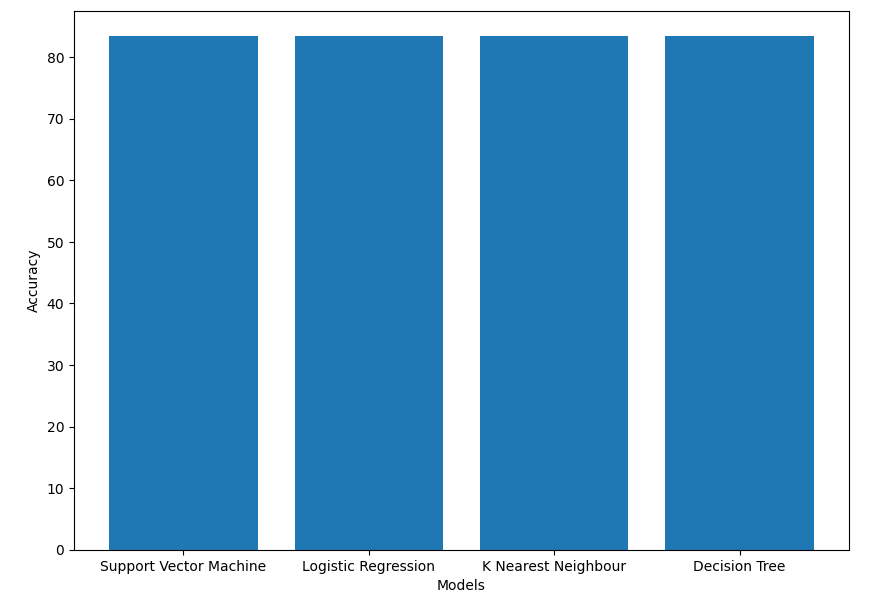 80
70
60
50
40
30
20
10
0
Accuracy
Support Vector Machine
Logistic Regression
K Nearest Neighbour
Decision Tree
Models